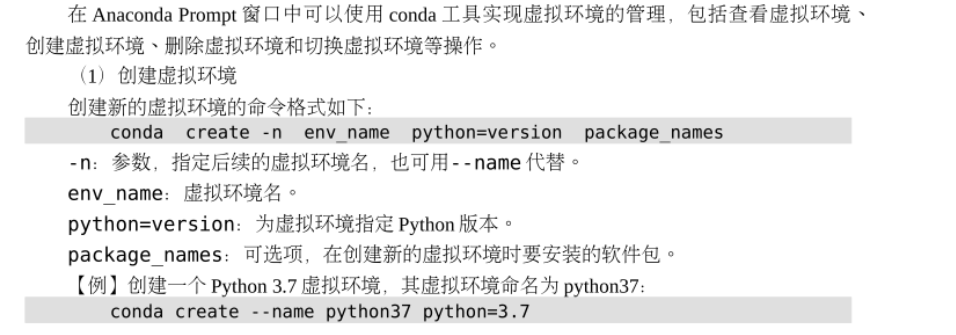 在 Anaconda Prompt 窗口中可以使用 conda 工具实现虚拟环境的管理，包括查看虚拟环境、
创建虚拟环境、删除虚拟环境和切换虚拟环境等操作。
（1）创建虚拟环境
创建新的虚拟环境的命令格式如下：
conda  create -n  env_name  python=version  package_names
-n：参数，指定后续的虚拟环境名，也可用--name 代替。
env_name：虚拟环境名。
python=version：为虚拟环境指定 Python 版本。
package_names：可选项，在创建新的虚拟环境时要安装的软件包。
【例】创建一个 Python 3.7 虚拟环境，其虚拟环境命名为 python37：
conda create --name python37 python=3.7